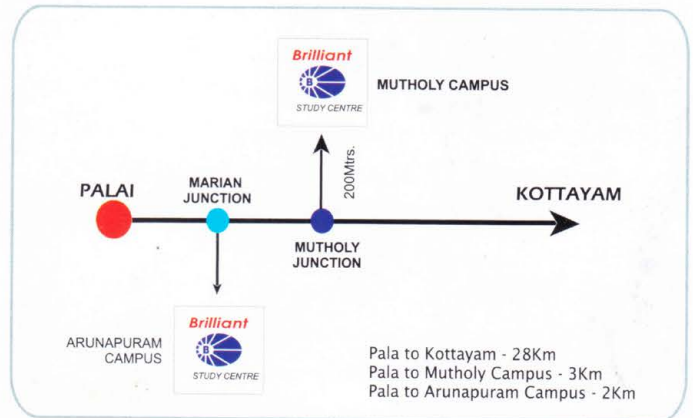 Brilliant
B
STUDY CENTRE
MUTHOLY CAMPUS
200Mtrs.
PALAI
MARIAN
JUNCTION
KOTTAYAM
MUTHOLY
JUNCTION
Brilliant
B
STUDY CENTRE
ARUNAPURAM
CAMPUS
Pala to Kottayam - 28Km
Pala to Mutholy Campus - 3Km
Pala to Arunapuram Campus - 2Km